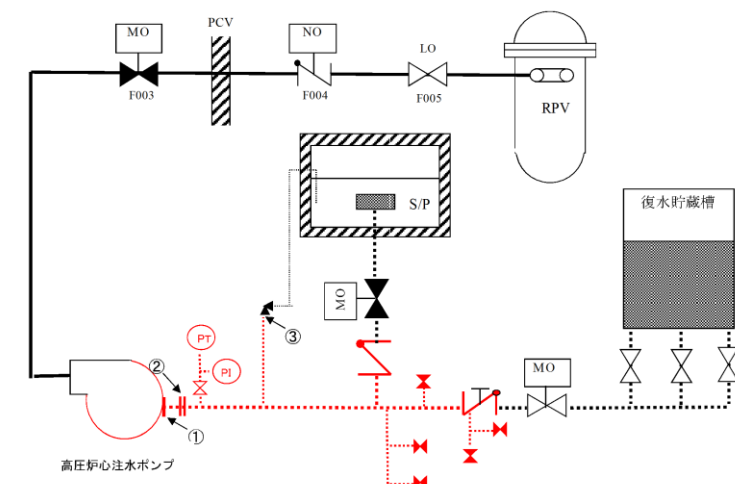 PCV
MO
NO
LO
F003
F004
F005
RPV
S/P
復水貯蔵槽
MO
③
PT
PI
②
MO
①
高圧炉心注水ポンプ